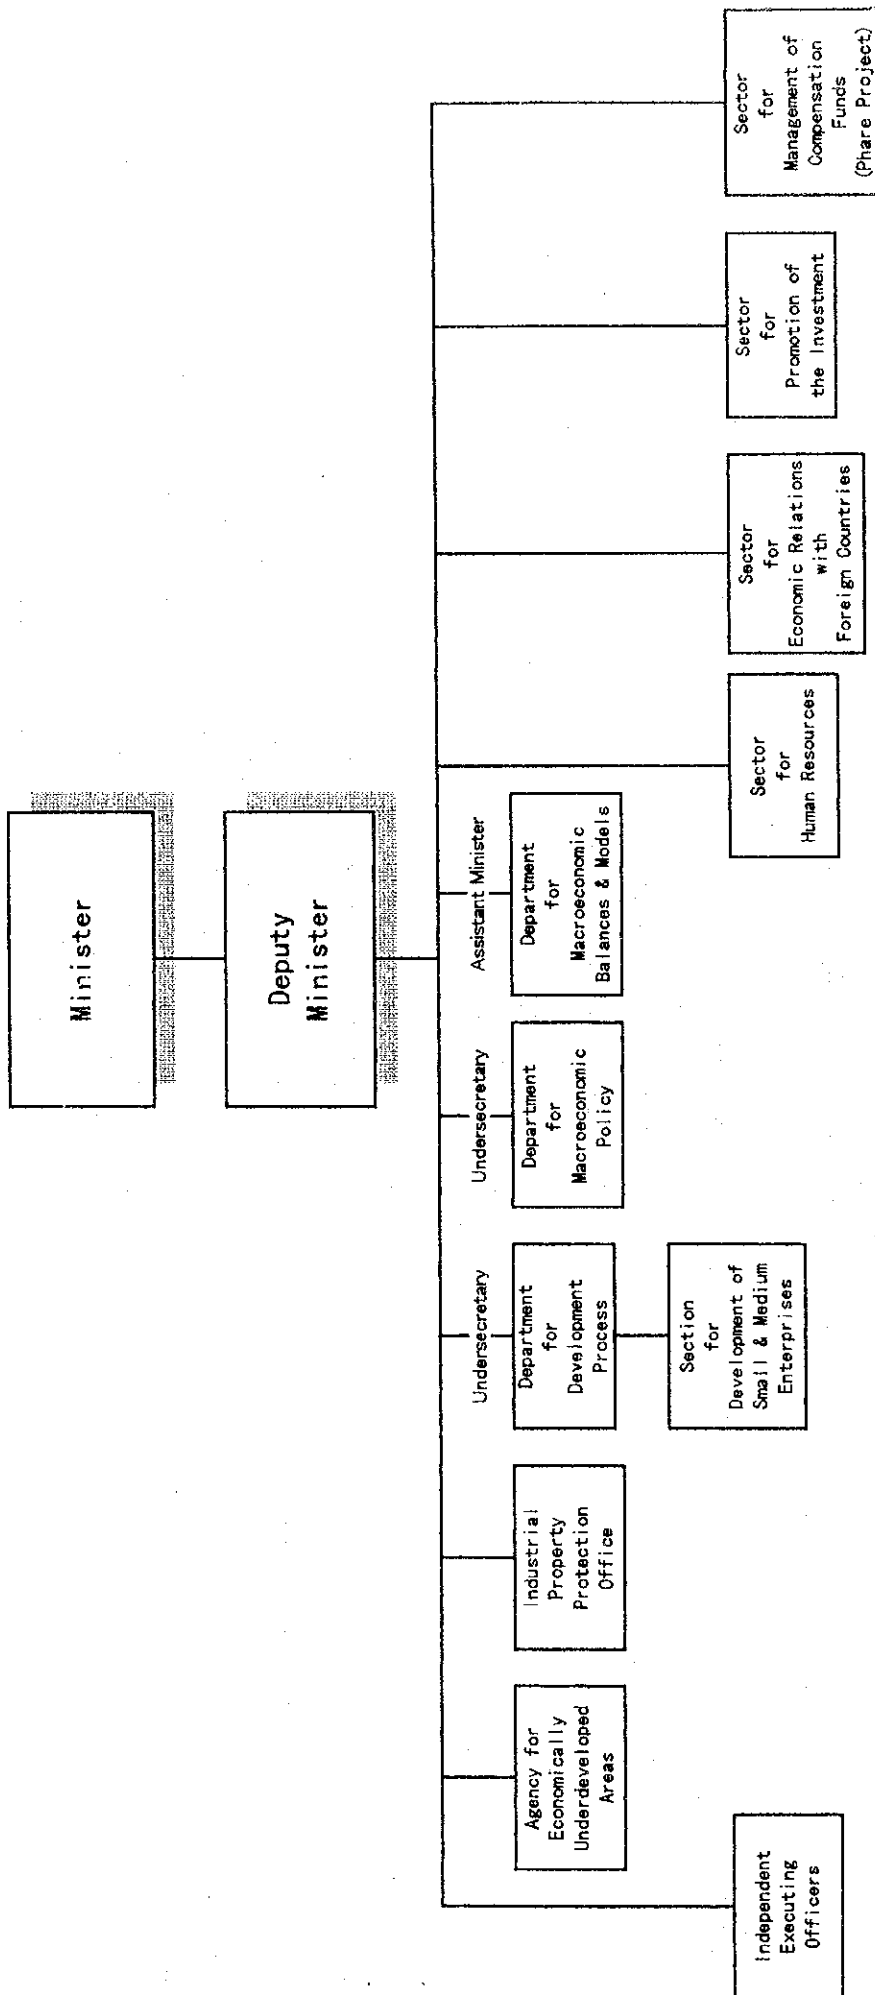 Minister
Deputy
Minister
Undersecretary
Undersecretary
Assistant Minister
Agency for
Economically
Underdeveloped
Areas
Industrial
Property
Protection
Office
Department
for
Development
Process
Department
for
Macroeconomic
Policy
Department
for
Macroeconomic
Balances & Models
Section
for
Development of
Small & Medium
Enterprises
Independent
Executing
Officers
Sector
for
Human Resources
Sector
for
Economic Relations
with
Foreign Countries
Sector
for
Promotion of
the Investment
Sector
for
Management of
Compensation
Funds
(Phare Project)